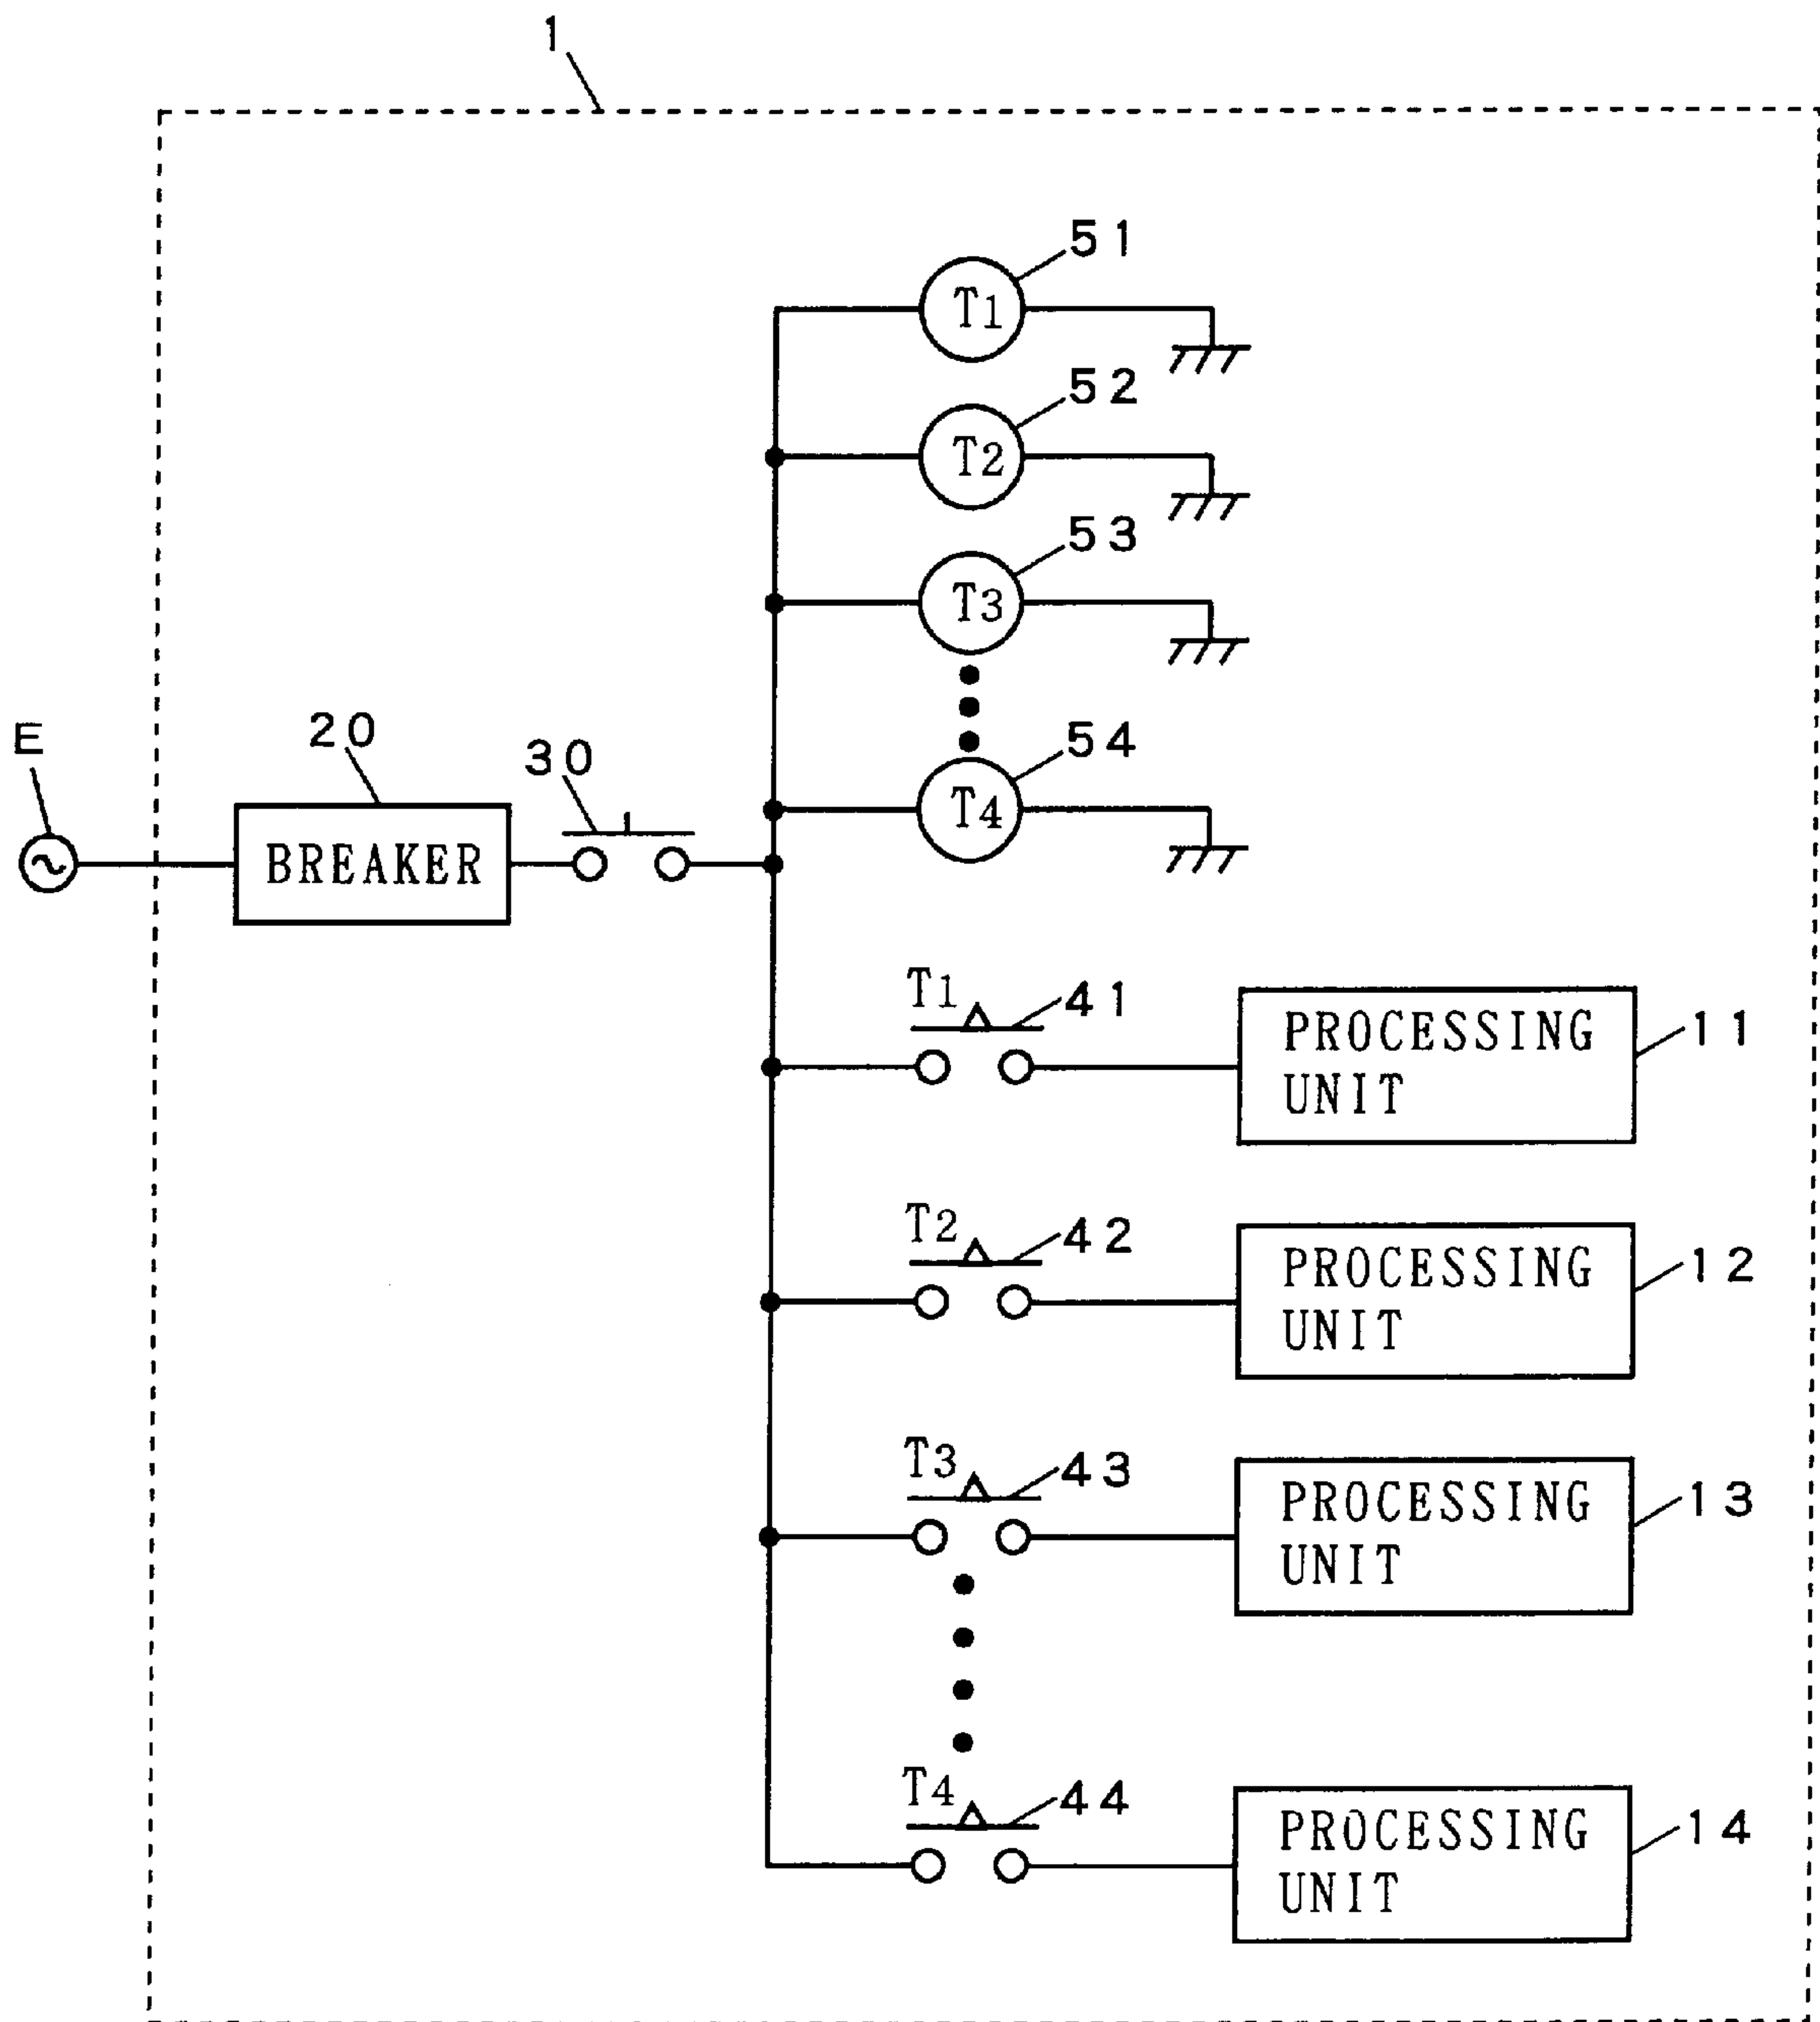 1
T1 51
T2 52
T3 53
T4 54
E
20
30
BREAKER
T1 41
PROCESSING
UNIT
11
T2 42
PROCESSING
UNIT
12
T3 43
PROCESSING
UNIT
13
T4 44
PROCESSING
UNIT
14